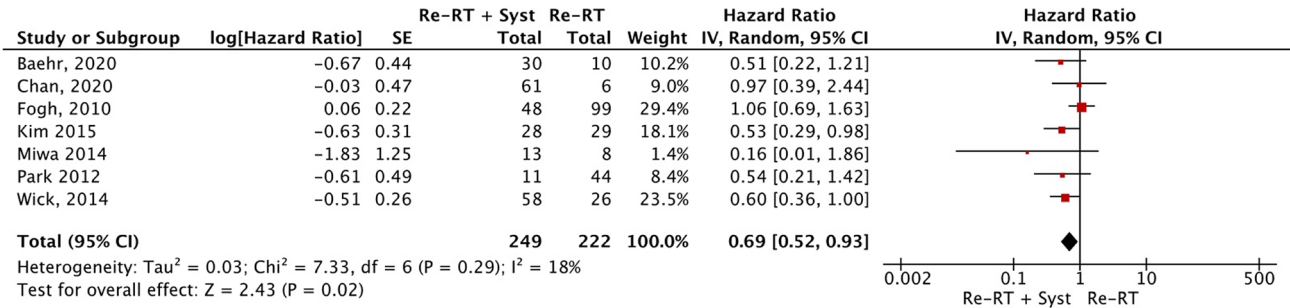 Re-RT + Syst Re-RT Hazard Ratio Hazard Ratio
Study or Subgroup log[Hazard Ratio] SE Total Total Weight IV, Random, 95% CI IV, Random, 95% CI
Baehr, 2020 -0.67 0.44 30 10 10.2% 0.51 [0.22, 1.21]
Chan, 2020 -0.03 0.47 61 6 9.0% 0.97 [0.39, 2.44]
Fogh, 2010 0.06 0.22 48 99 29.4% 1.06 [0.69, 1.63]
Kim 2015 -0.63 0.31 28 29 18.1% 0.53 [0.29, 0.98]
Miwa 2014 -1.83 1.25 13 8 1.4% 0.16 [0.01, 1.86]
Park 2012 -0.61 0.49 11 44 8.4% 0.54 [0.21, 1.42]
Wick, 2014 -0.51 0.26 58 26 23.5% 0.60 [0.36, 1.00]
Total (95% CI) 249 222 100.0% 0.69 [0.52, 0.93]
Heterogeneity: Tau² = 0.03; Chi² = 7.33, df = 6 (P = 0.29); I² = 18%
Test for overall effect: Z = 2.43 (P = 0.02)
0.002 0.1 1 10 500
Re-RT + Syst Re-RT